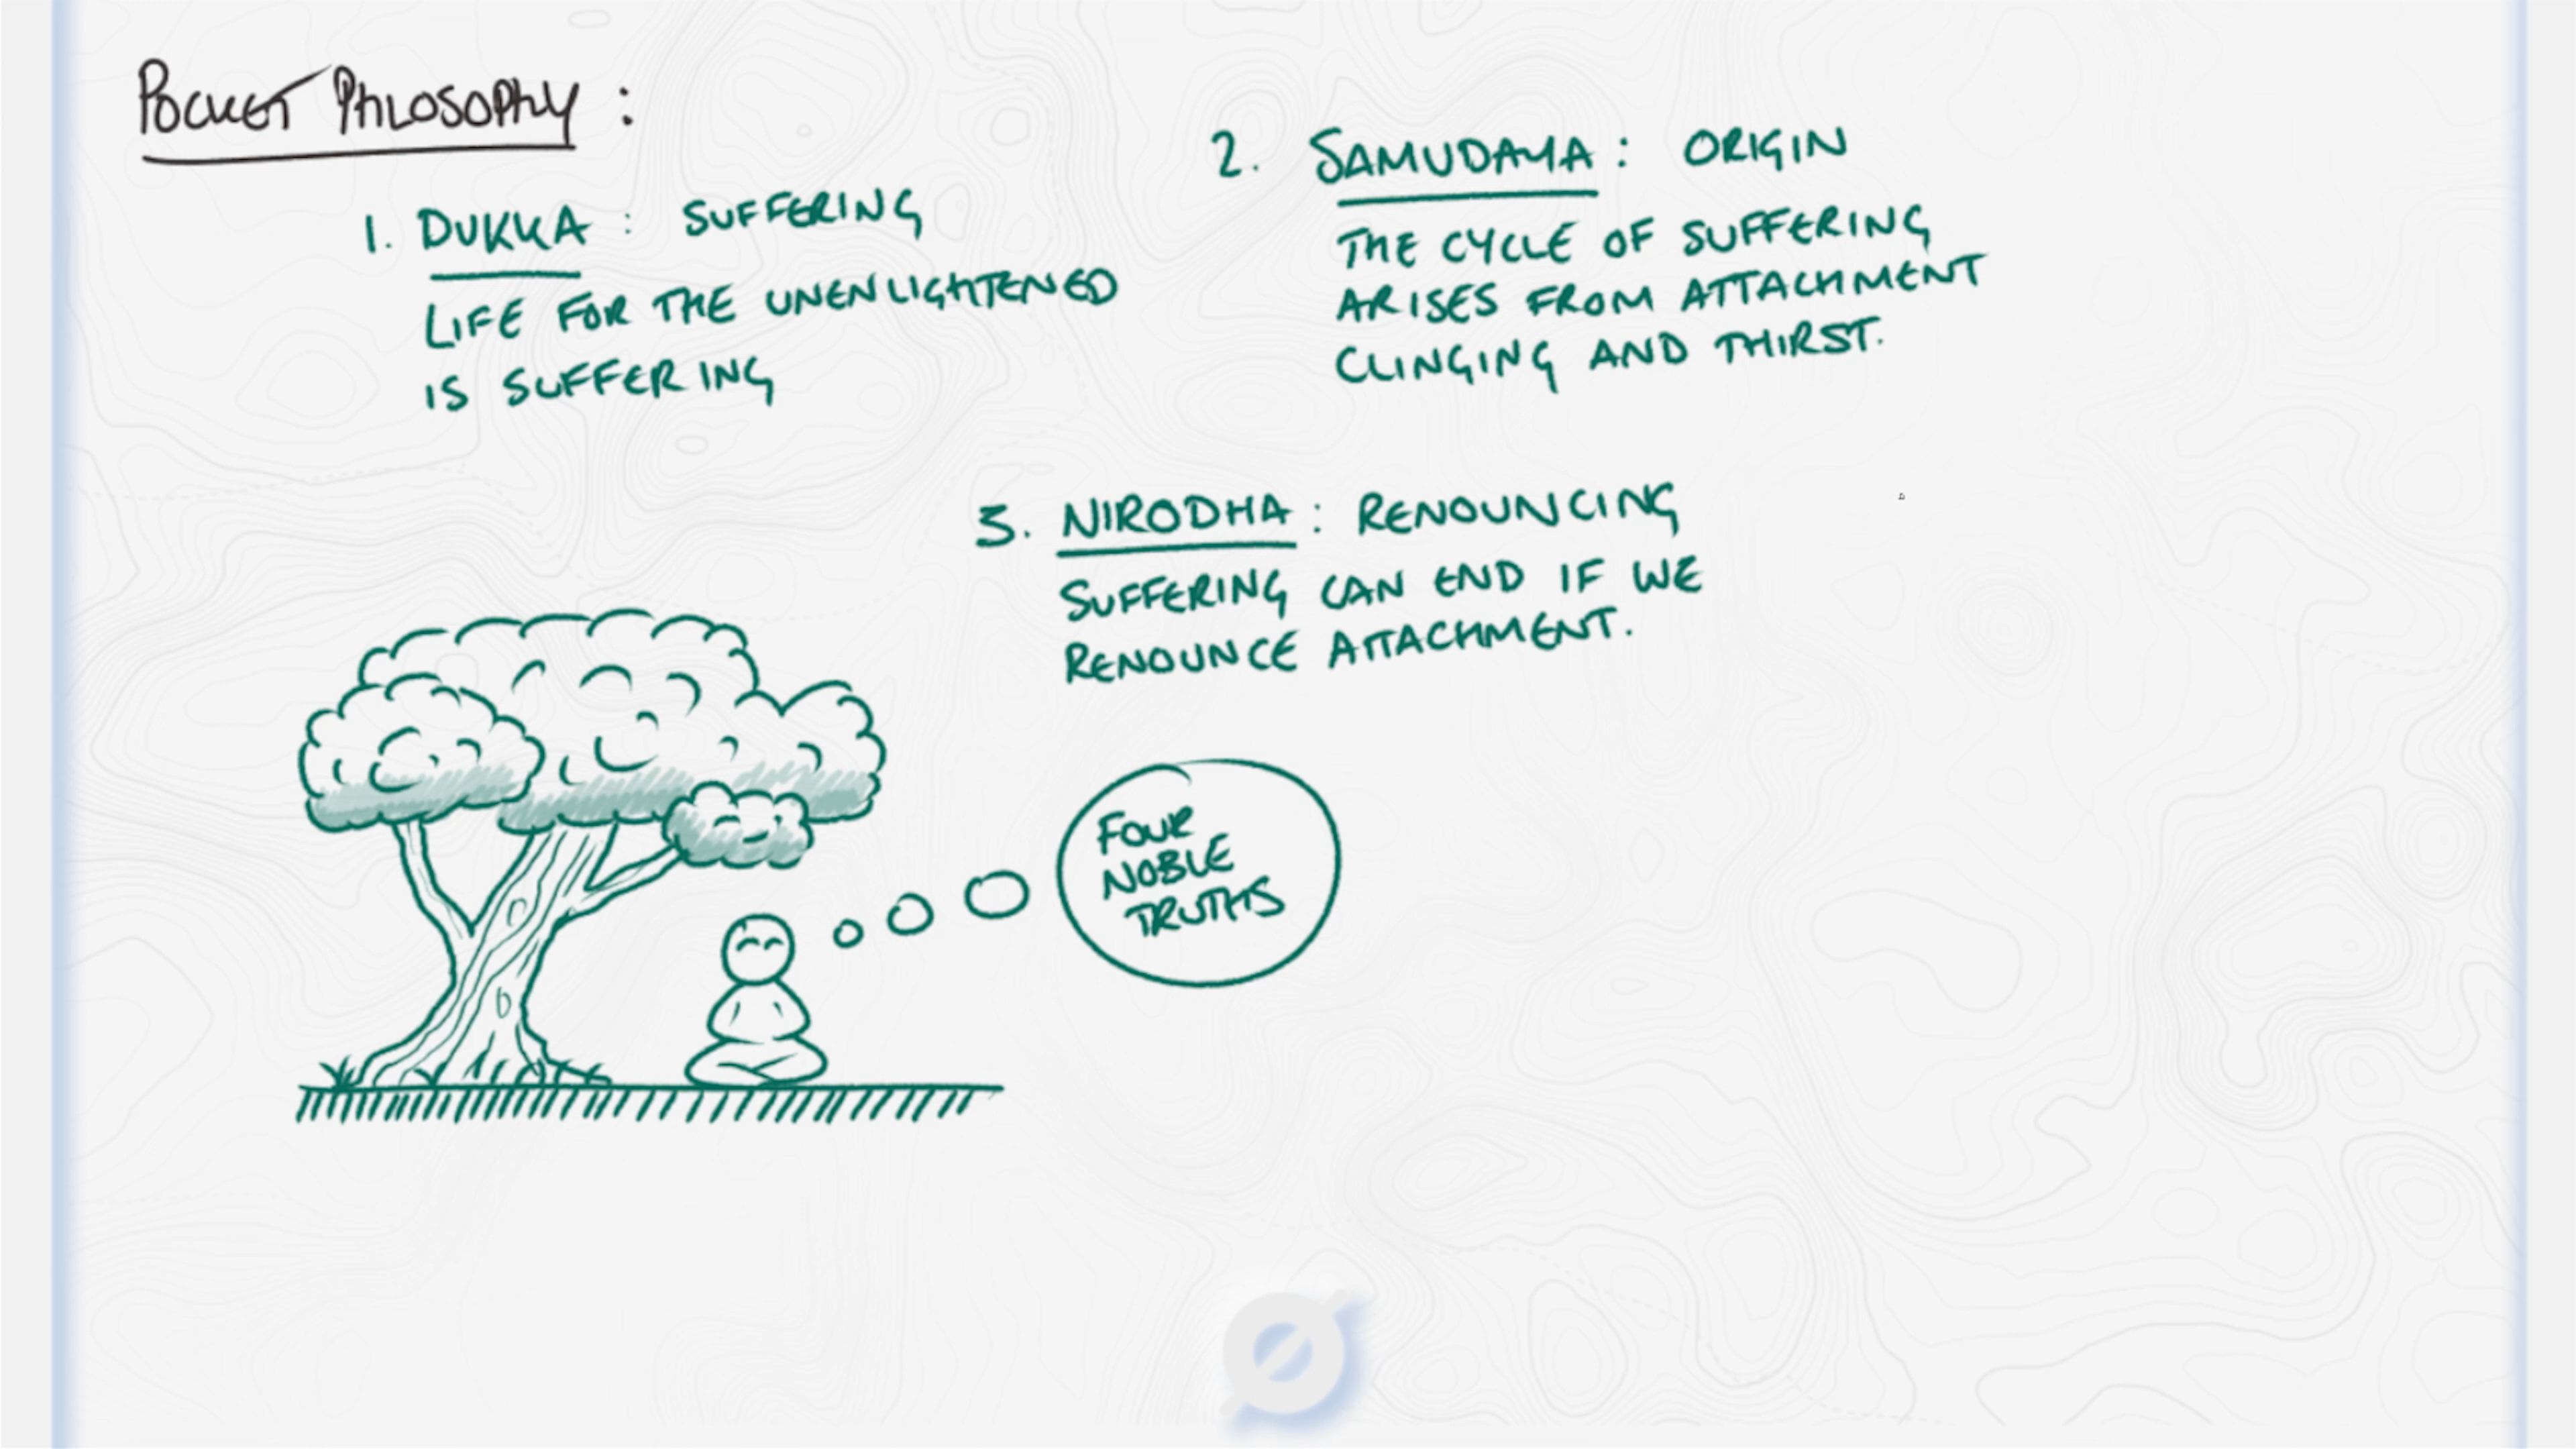 POCKET PHLOSOPHY :
1. DUKKA : SUFFERING
LIFE FOR THE UNENLIGHTENED
IS SUFFERING
2. SAMUDAYA : ORIGIN
THE CYCLE OF SUFFERING
ARISES FROM ATTACHMENT
CLINGING AND THIRST.
3. NIRODHA : RENOUNCING
SUFFERING CAN END IF WE
RENOUNCE ATTACHMENT.
FOUR
NOBLE
TRUTHS